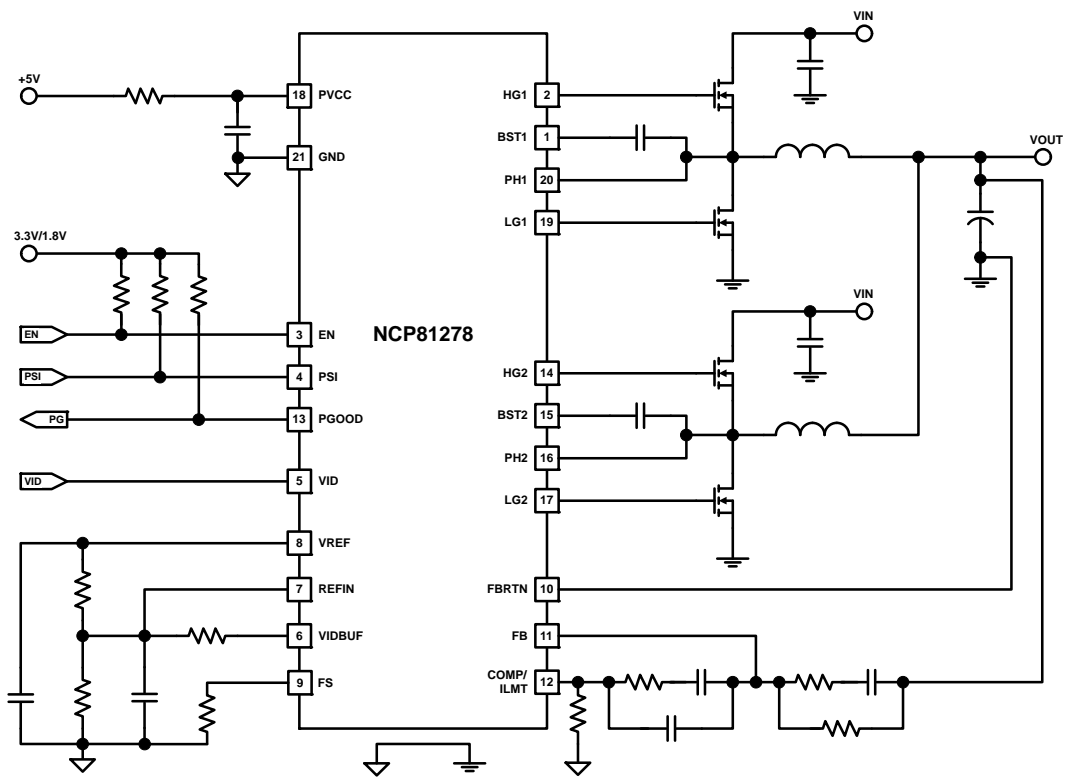 VIN
+5V
18 PVCC
HG1 2
BST1 1
VOUT
21 GND
PH1 20
LG1 19
3.3V/1.8V
VIN
EN
3 EN
NCP81278
PSI
4 PSI
HG2 14
PG
13 PGOOD
BST2 15
PH2 16
VID
5 VID
LG2 17
8 VREF
7 REFIN
FBRTN 10
6 VIDBUF
FB 11
9 FS
COMP/
ILMT 12